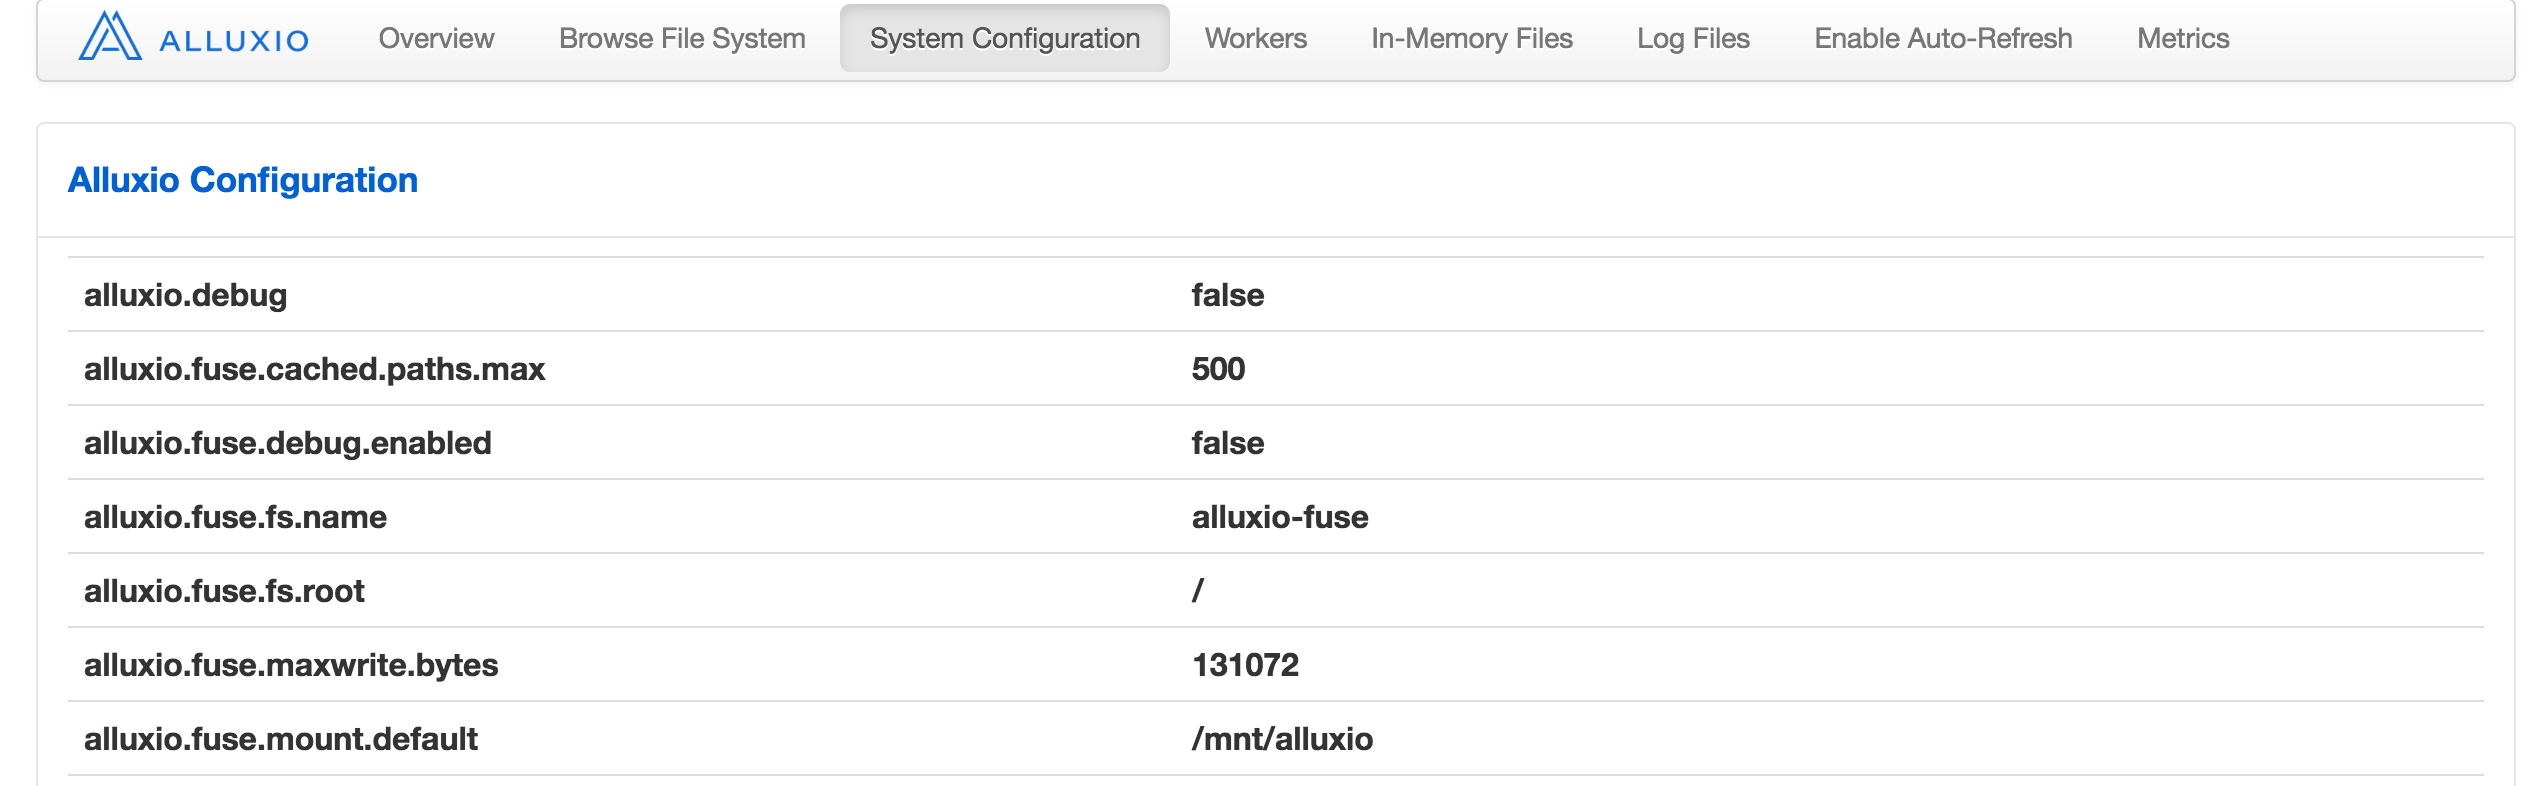 ALLUXIO Overview Browse File System System Configuration Workers In-Memory Files Log Files Enable Auto-Refresh Metrics
Alluxio Configuration
alluxio.debug false
alluxio.fuse.cached.paths.max 500
alluxio.fuse.debug.enabled false
alluxio.fuse.fs.name alluxio-fuse
alluxio.fuse.fs.root /
alluxio.fuse.maxwrite.bytes 131072
alluxio.fuse.mount.default /mnt/alluxio